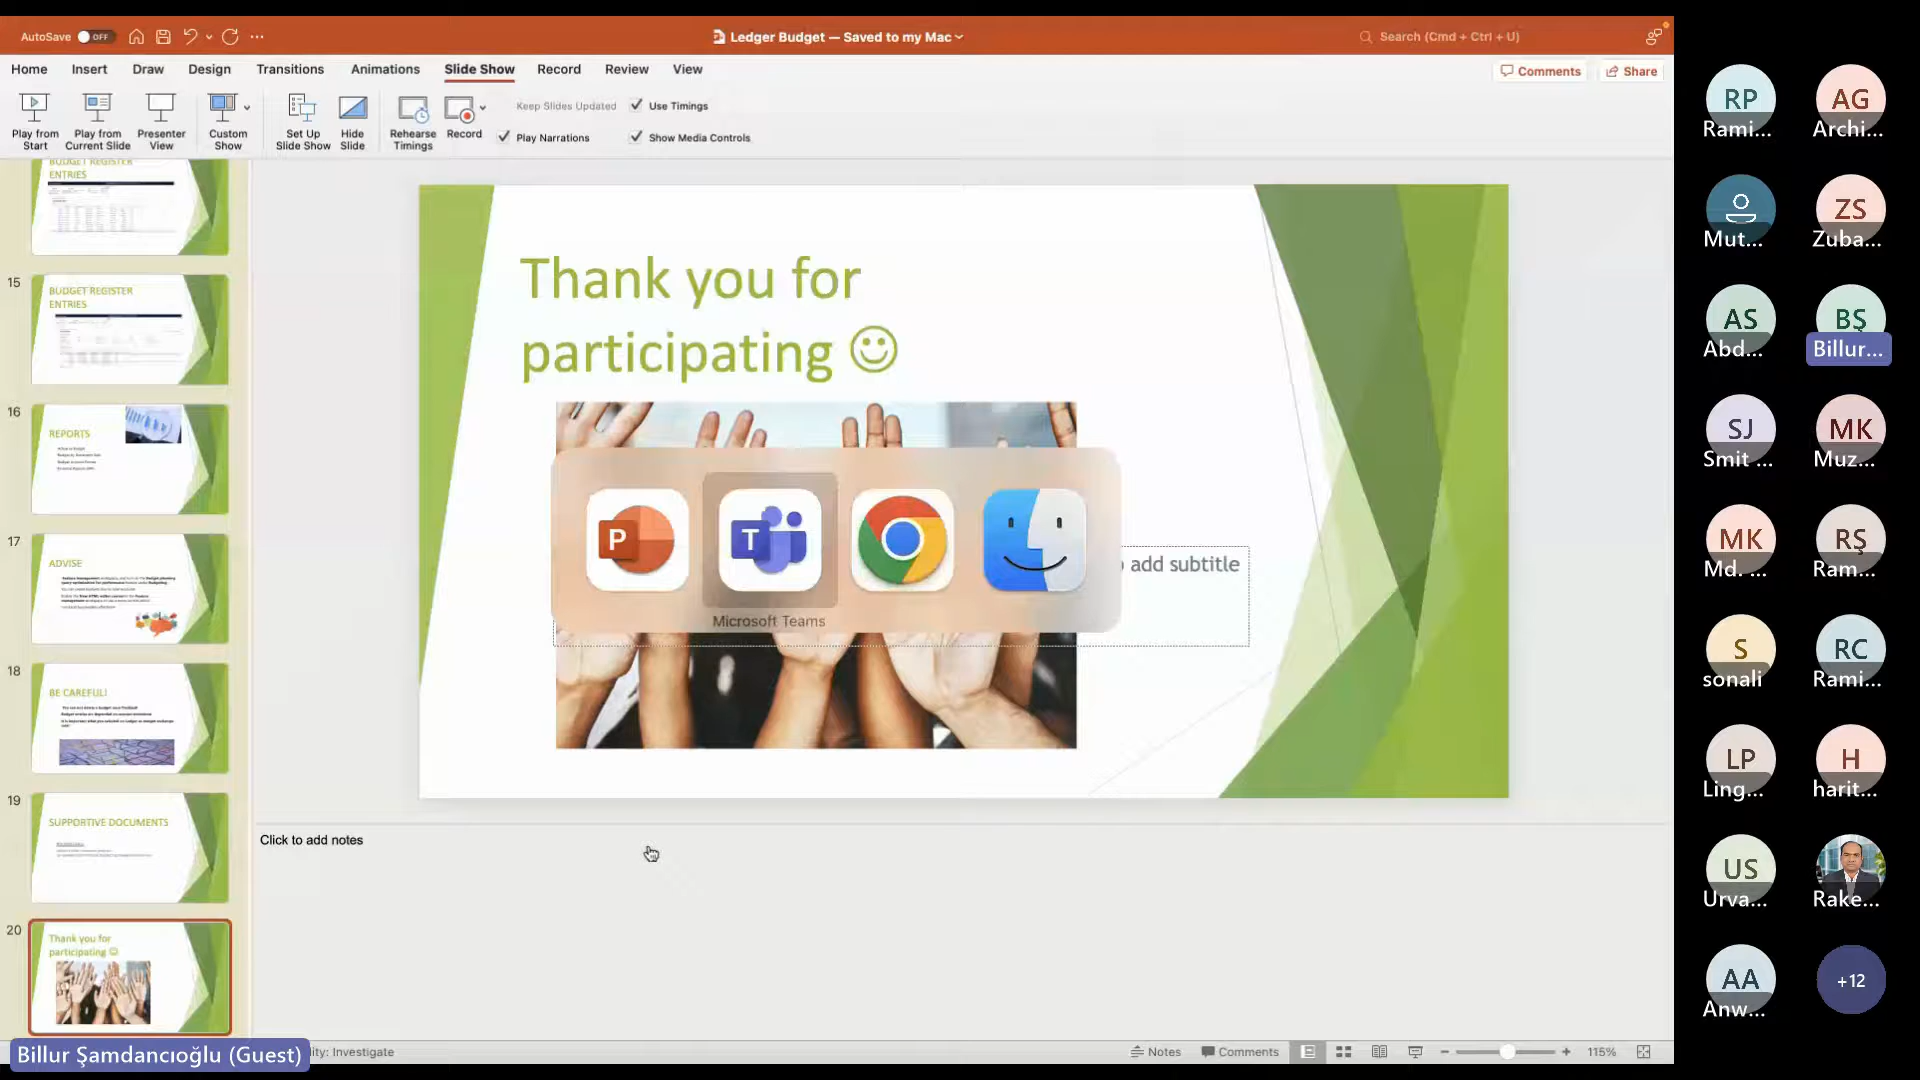 AutoSave OFF
Ledger Budget — Saved to my Mac
Search (Cmd + Ctrl + U)
Home Insert Draw Design Transitions Animations Slide Show Record Review View
Comments Share
Play from Start
Play from Current Slide
Presenter View
Custom Show
Set Up Slide Show
Hide Slide
Rehearse Timings
Record
Keep Slides Updated
Use Timings
Play Narrations
Show Media Controls
BUDGET REGISTER
ENTRIES
15
BUDGET REGISTER
ENTRIES
16
REPORTS
17
ADVISE
18
BE CAREFUL!
19
SUPPORTIVE DOCUMENTS
20
Thank you for
participating
Thank you for
participating
add subtitle
P
T
Microsoft Teams
Click to add notes
Billur Şamdancıoğlu (Guest)
Investigate
Notes
Comments
115%
RP
Rami...
AG
Archi...
Mut...
ZS
Zuba...
AS
Abd...
BŞ
Billur...
SJ
Smit ...
MK
Muz...
MK
Md. ...
RŞ
Ram...
S
sonali
RC
Rami...
LP
Ling...
H
harit...
US
Urva...
Rake...
AA
Anw...
+12